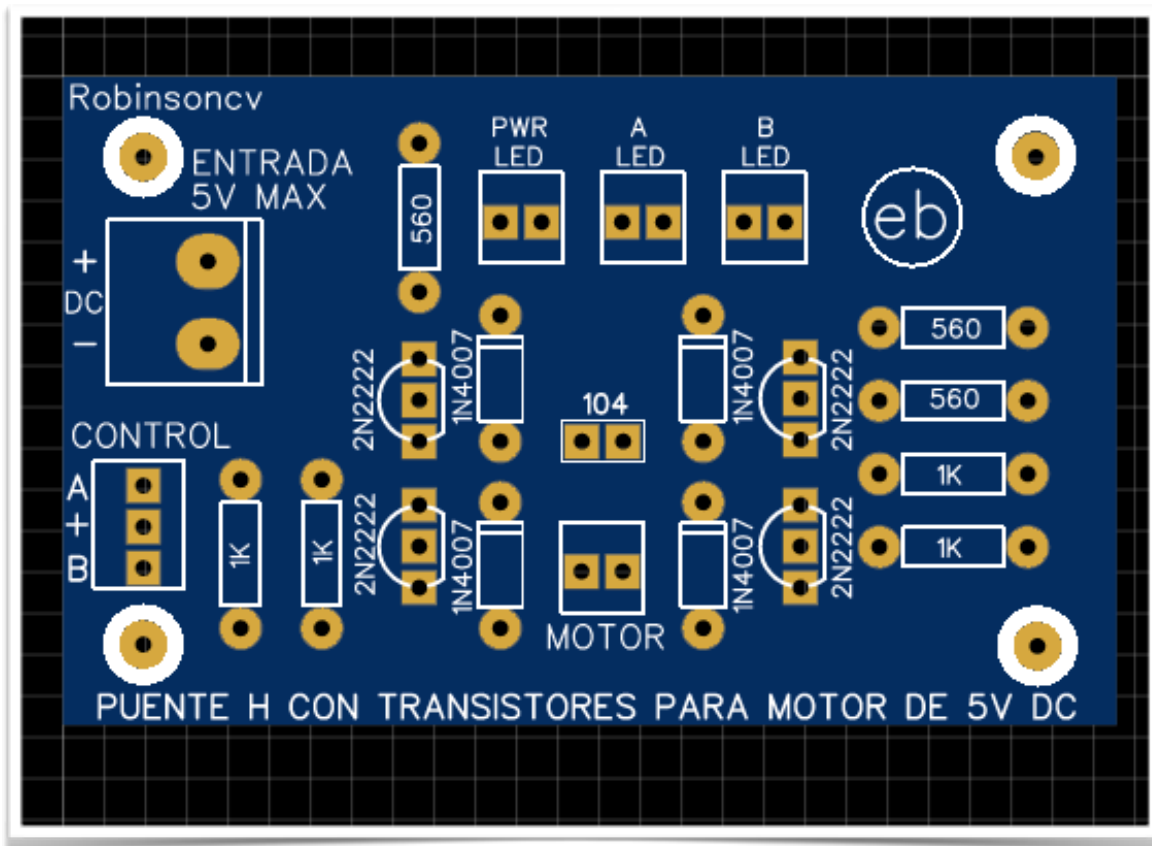 Robinsoncv
ENTRADA
5V MAX
+
DC
-
PWR
LED
A
LED
B
LED
eb
560
560
560
2N2222
1N4007
104
1N4007
2N2222
CONTROL
A
+
B
1K
1K
2N2222
1N4007
MOTOR
1N4007
2N2222
1K
1K
PUENTE H CON TRANSISTORES PARA MOTOR DE 5V DC